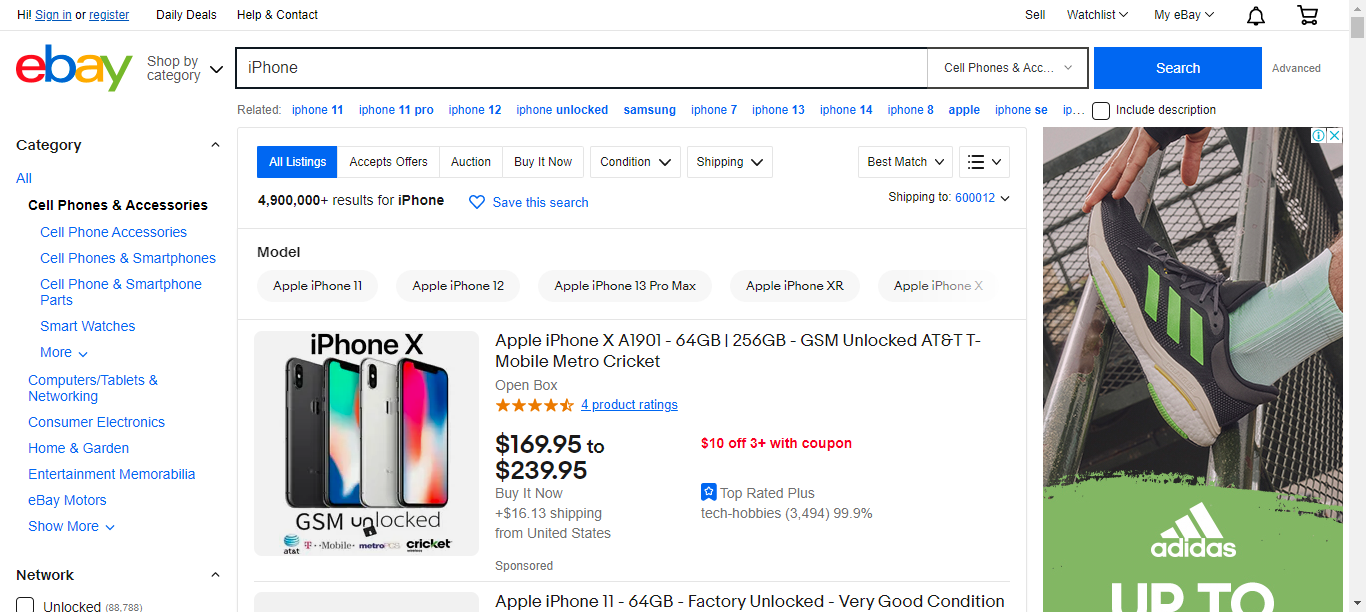 Hi! Sign in or register Daily Deals Help & Contact Sell Watchlist My eBay
ebay
Shop by
category
iPhone
Cell Phones & Acc...
Search
Advanced
Related: iphone 11 iphone 11 pro iphone 12 iphone unlocked samsung iphone 7 iphone 13 iphone 14 iphone 8 apple iphone se ip... Include description
Category
All
Cell Phones & Accessories
Cell Phone Accessories
Cell Phones & Smartphones
Cell Phone & Smartphone
Parts
Smart Watches
More
Computers/Tablets &
Networking
Consumer Electronics
Home & Garden
Entertainment Memorabilia
eBay Motors
Show More
Network
Unlocked (88,788)
All Listings Accepts Offers Auction Buy It Now Condition Shipping Best Match
4,900,000+ results for iPhone Save this search Shipping to: 600012
Model
Apple iPhone 11 Apple iPhone 12 Apple iPhone 13 Pro Max Apple iPhone XR Apple iPhone X
iPhone X
GSM unlocked
at&t T··Mobile· metroPCS cricket
wireless
Apple iPhone X A1901 - 64GB | 256GB - GSM Unlocked AT&T T-
Mobile Metro Cricket
Open Box
4 product ratings
$169.95 to
$239.95
Buy It Now
+$16.13 shipping
from United States
Sponsored
$10 off 3+ with coupon
Top Rated Plus
tech-hobbies (3,494) 99.9%
Apple iPhone 11 - 64GB - Factory Unlocked - Very Good Condition
adidas
UP TO